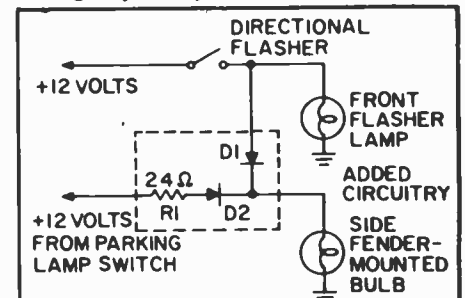 DIRECTIONAL
FLASHER
+12 VOLTS
FRONT
FLASHER
LAMP
D1
ADDED
CIRCUITRY
24Ω
R1
D2
+12 VOLTS
FROM PARKING
LAMP SWITCH
SIDE
FENDER-
MOUNTED
BULB